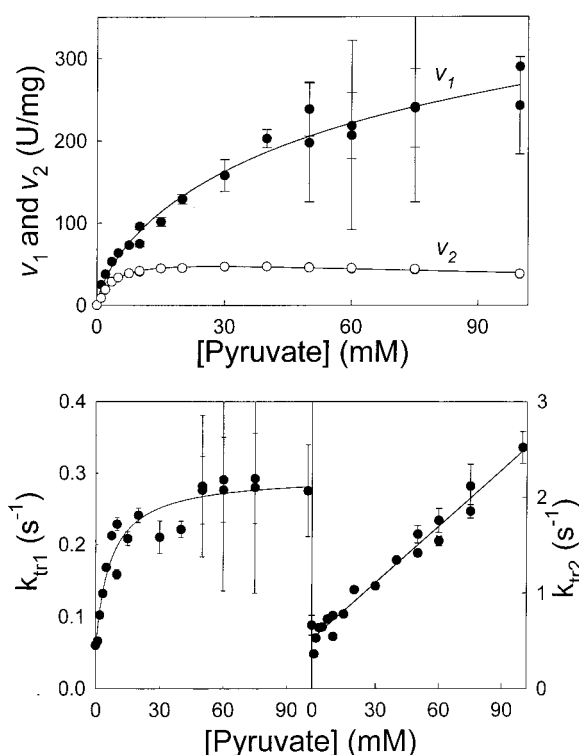 v1 and v2 (U/mg)
300
200
100
0
v1
v2
0 30 60 90
[Pyruvate] (mM)
ktr1 (s-1)
0.4
0.3
0.2
0.1
0.0
3
2
1
0
ktr2 (s-1)
0 30 60 90 0 30 60 90
[Pyruvate] (mM)